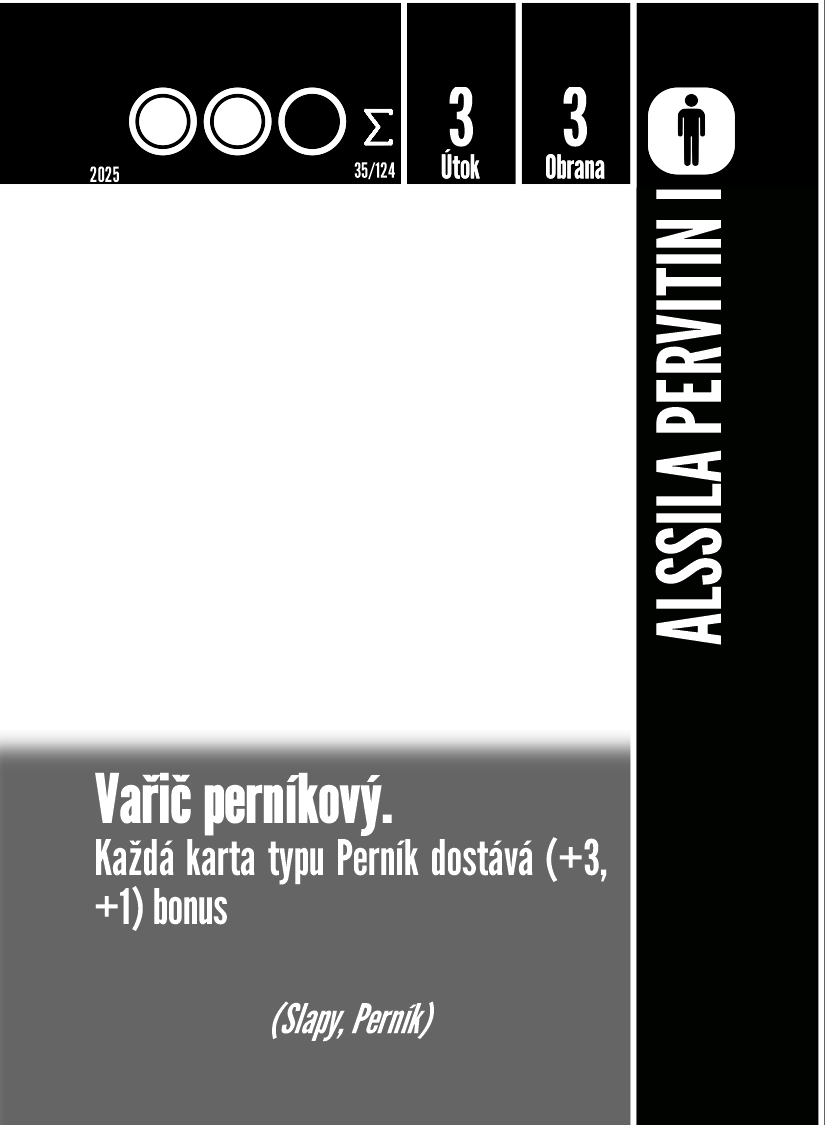 2025
Σ
35/124
3
Útok
3
Obrana
ALSSILA PERVITIN I
Vařič perníkový.
Každá karta typu Perník dostává (+3,
+1) bonus
(Slapy, Perník)